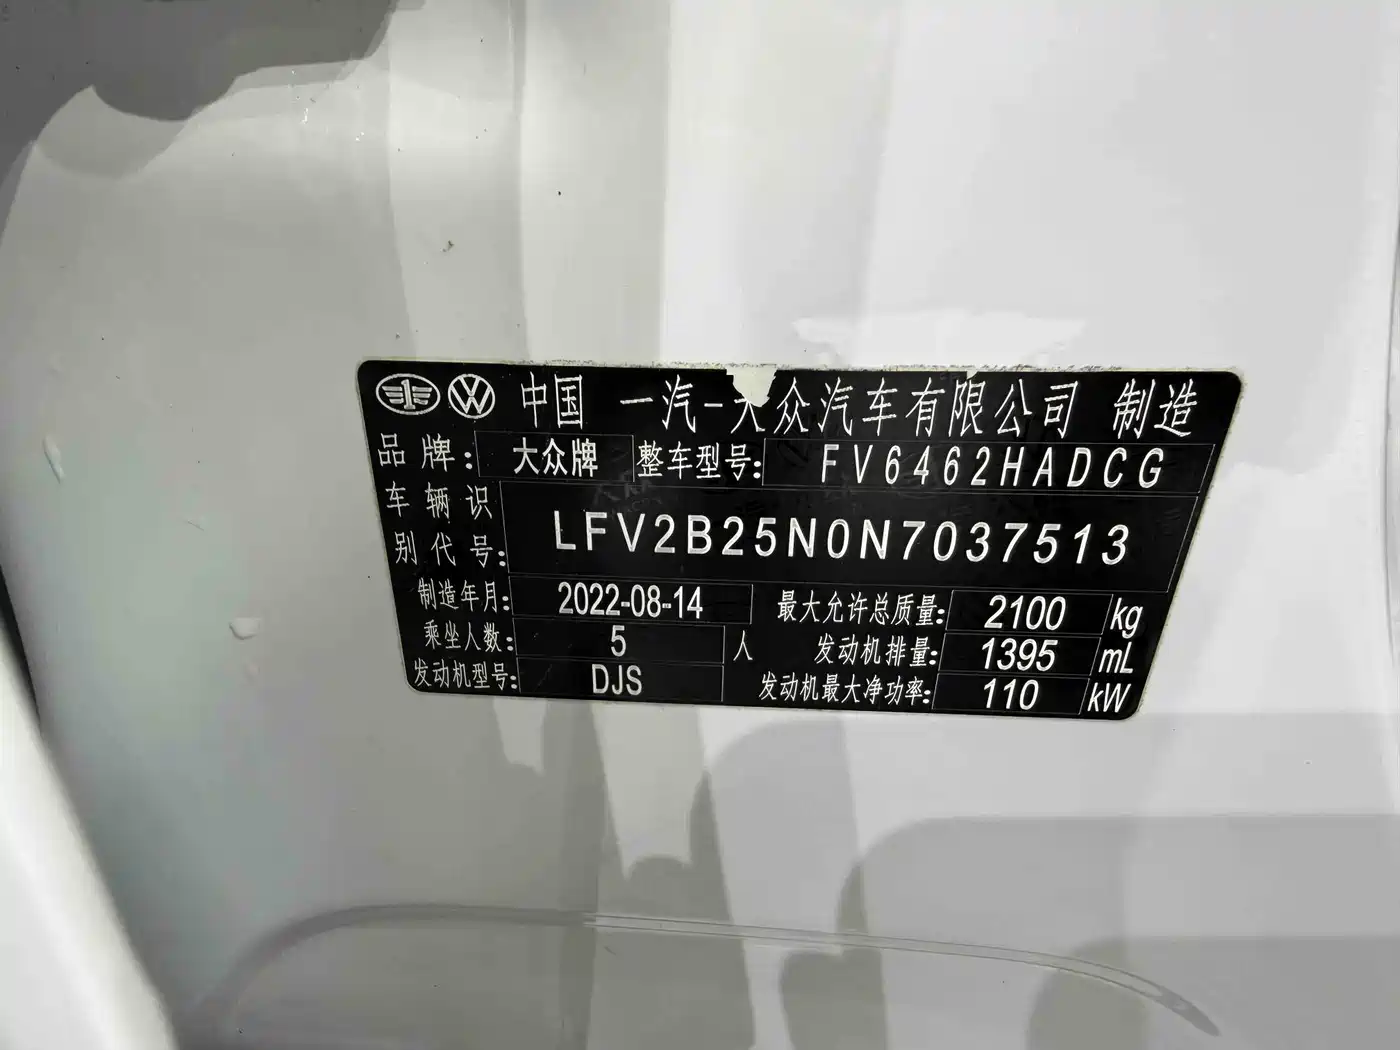 中国 一汽-大众汽车有限公司 制造
品牌: 大众牌 整车型号: FV6462HADCG
车辆识别代号: LFV2B25N0N7037513
制造年月: 2022-08-14 最大允许总质量: 2100 kg
乘坐人数: 5 人 发动机排量: 1395 mL
发动机型号: DJS 发动机最大净功率: 110 kW